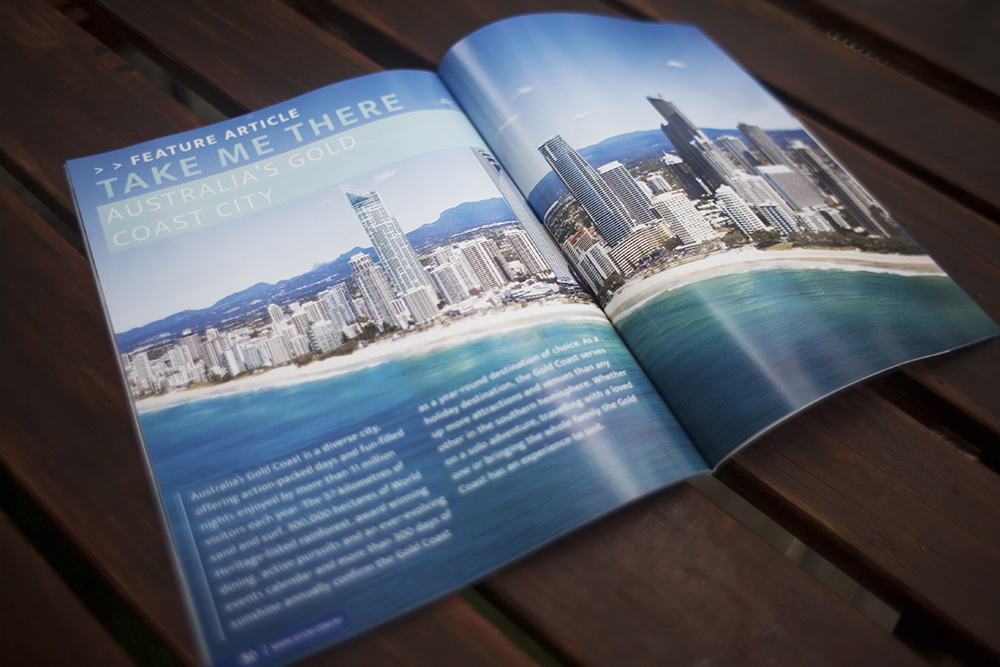 > > FEATURE ARTICLE
TAKE ME THERE
AUSTRALIA'S GOLD
COAST CITY
Australia's Gold Coast is a diverse city,
offering action-packed days and fun-filled
nights enjoyed by more than 11 million
visitors each year. The 57 kilometres of
sand and surf, 100,000 hectares of World
heritage-listed rainforest, award winning
dining, active pursuits and an ever-evolving
events calendar, and more than 300 days of
sunshine annually confirm the Gold Coast
as a year-round destination of choice. As a
holiday destination, the Gold Coast serves
up more attractions and venues than any
other in the southern hemisphere. Whether
on a solo adventure, travelling with a loved
one or bringing the whole family the Gold
Coast has an experience to suit.
30